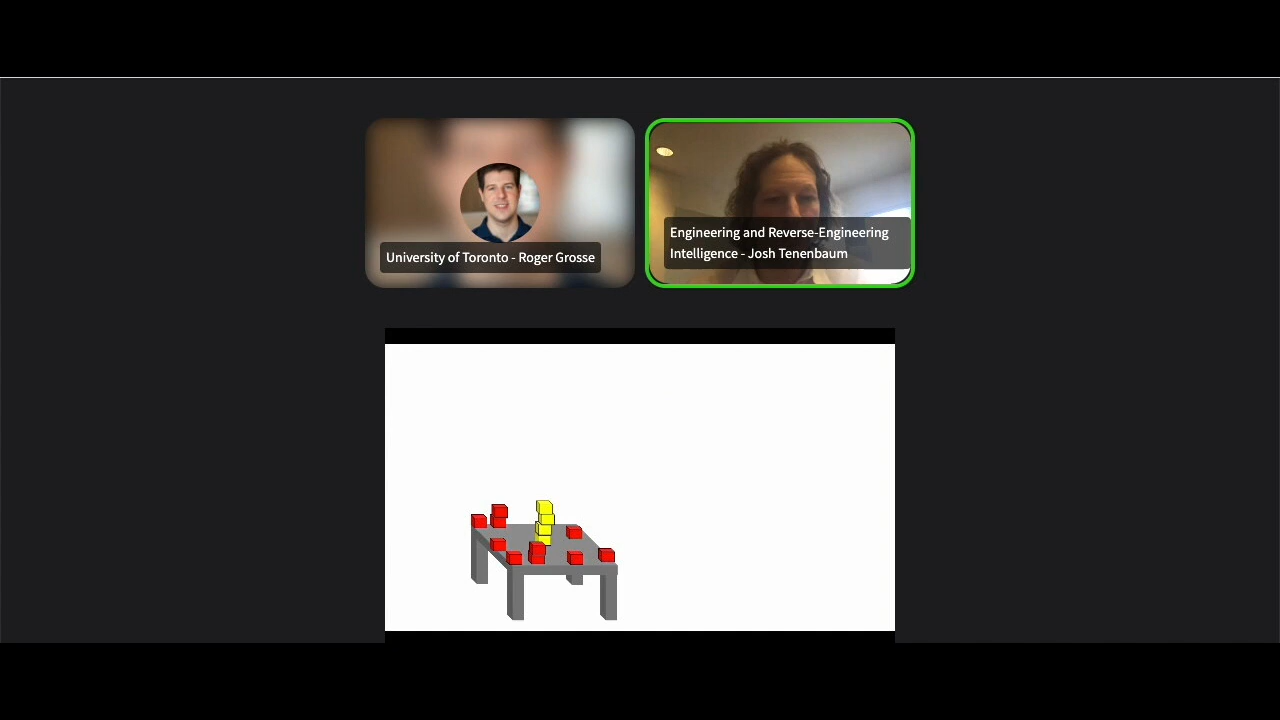 University of Toronto - Roger Grosse
Engineering and Reverse-Engineering
Intelligence - Josh Tenenbaum